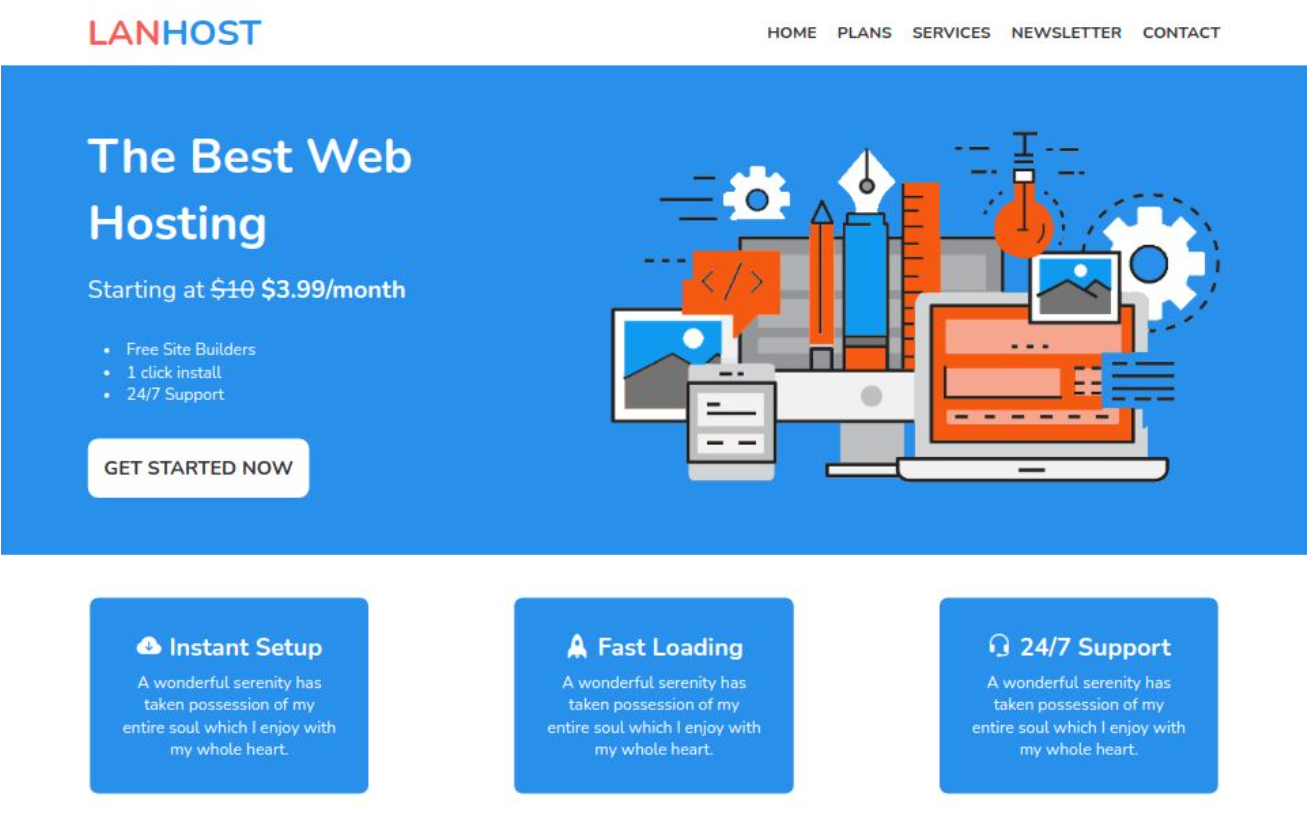 LANHOST
HOME PLANS SERVICES NEWSLETTER CONTACT
The Best Web
Hosting
Starting at $10 $3.99/month
• Free Site Builders
• 1 click install
• 24/7 Support
GET STARTED NOW
</>
Instant Setup
A wonderful serenity has
taken possession of my
entire soul which I enjoy with
my whole heart.
Fast Loading
A wonderful serenity has
taken possession of my
entire soul which I enjoy with
my whole heart.
24/7 Support
A wonderful serenity has
taken possession of my
entire soul which I enjoy with
my whole heart.